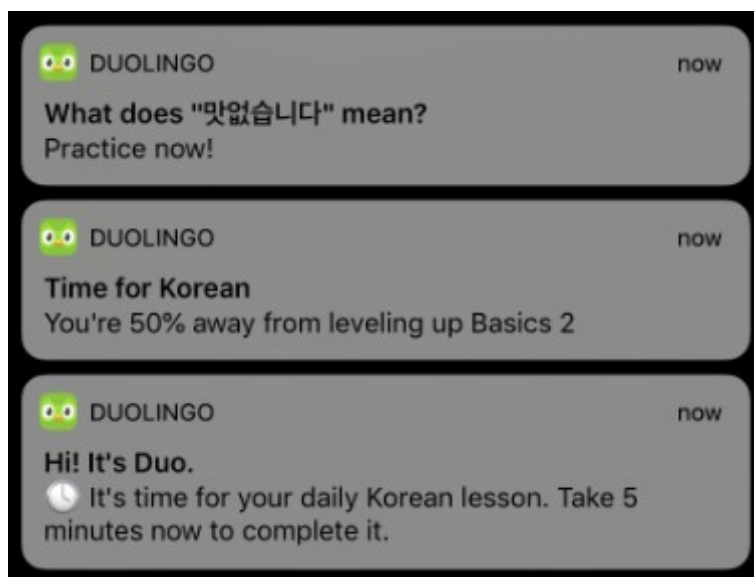 DUOLINGO now
What does "맛없습니다" mean?
Practice now!
DUOLINGO now
Time for Korean
You're 50% away from leveling up Basics 2
DUOLINGO now
Hi! It's Duo.
🕓 It's time for your daily Korean lesson. Take 5
minutes now to complete it.